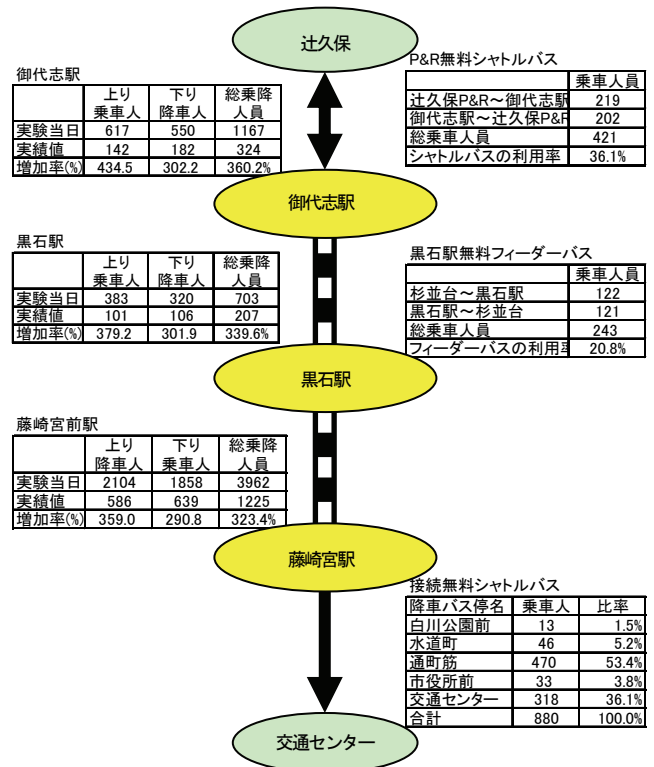 辻久保
御代志駅
上り 下り 総乗降
乗車人 降車人 人員
実験当日 617 550 1167
実績値 142 182 324
増加率(%) 434.5 302.2 360.2%
P&R無料シャトルバス
乗車人員
辻久保P&R～御代志駅 219
御代志駅～辻久保P&R 202
総乗車人員 421
シャトルバスの利用率 36.1%
御代志駅
黒石駅
上り 下り 総乗降
乗車人 降車人 人員
実験当日 383 320 703
実績値 101 106 207
増加率(%) 379.2 301.9 339.6%
黒石駅無料フィーダーバス
乗車人員
杉並台～黒石駅 122
黒石駅～杉並台 121
総乗車人員 243
フィーダーバスの利用率 20.8%
黒石駅
藤崎宮前駅
上り 下り 総乗降
降車人 乗車人 人員
実験当日 2104 1858 3962
実績値 586 639 1225
増加率(%) 359.0 290.8 323.4%
藤崎宮駅
接続無料シャトルバス
降車バス停名 乗車人 比率
白川公園前 13 1.5%
水道町 46 5.2%
通町筋 470 53.4%
市役所前 33 3.8%
交通センター 318 36.1%
合計 880 100.0%
交通センター